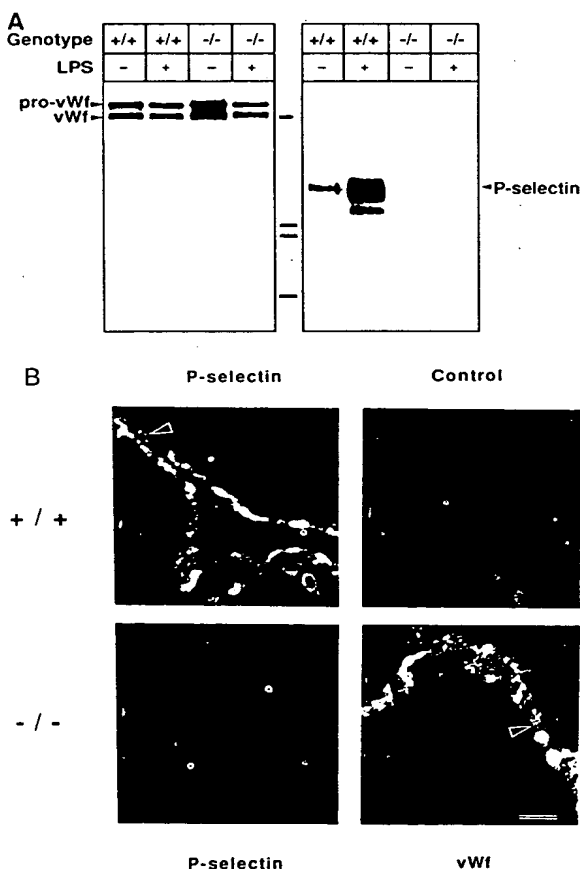 A
Genotype +/+ +/+ -/- -/- +/+ +/+ -/- -/-
LPS - + - + - + - +
pro-vWf
vWf
P-selectin
B
P-selectin Control
+ / +
- / -
P-selectin vWf